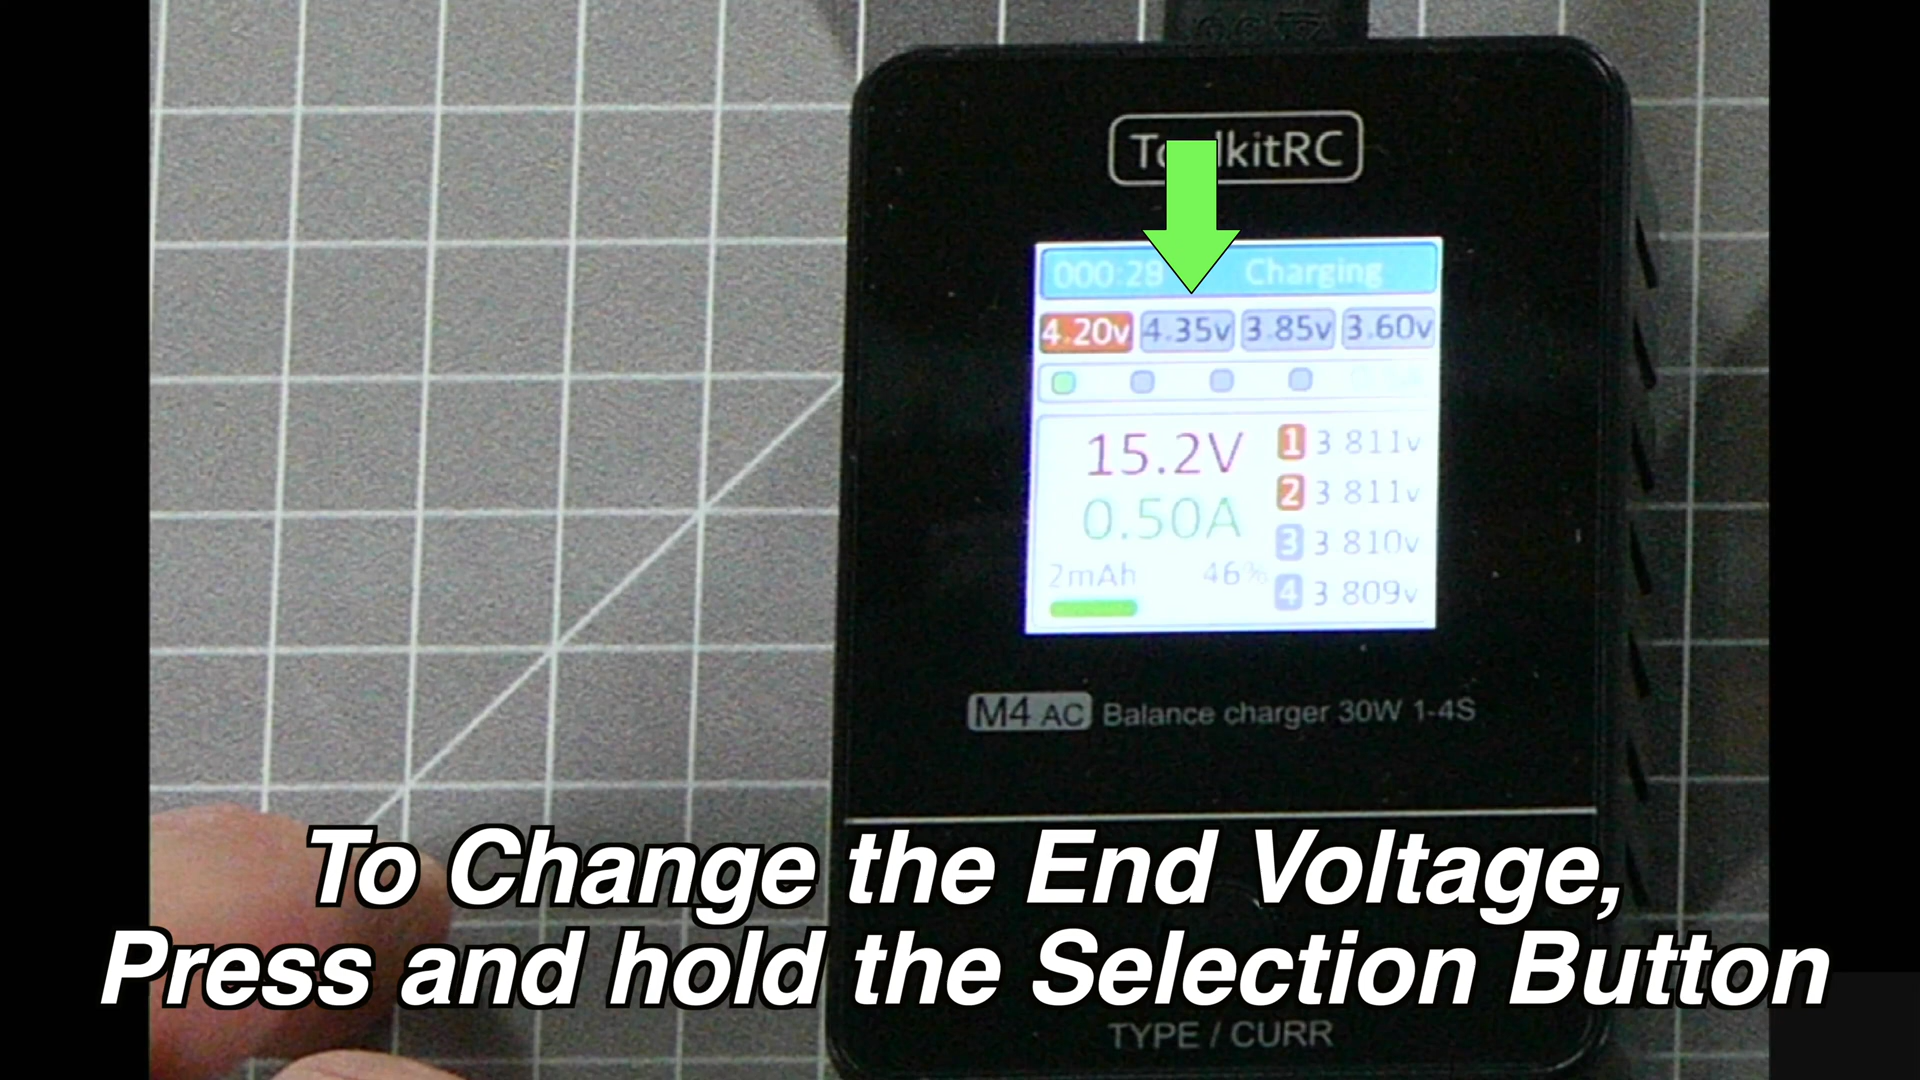 ToolkitRC
000:28 Charging
4.20v 4.35v 3.85v 3.60v
15.2V
0.50A
2mAh 46%
1 3.811v
2 3.811v
3 3.810v
4 3.809v
M4 AC Balance charger 30W 1-4S
To Change the End Voltage,
Press and hold the Selection Button
TYPE / CURR